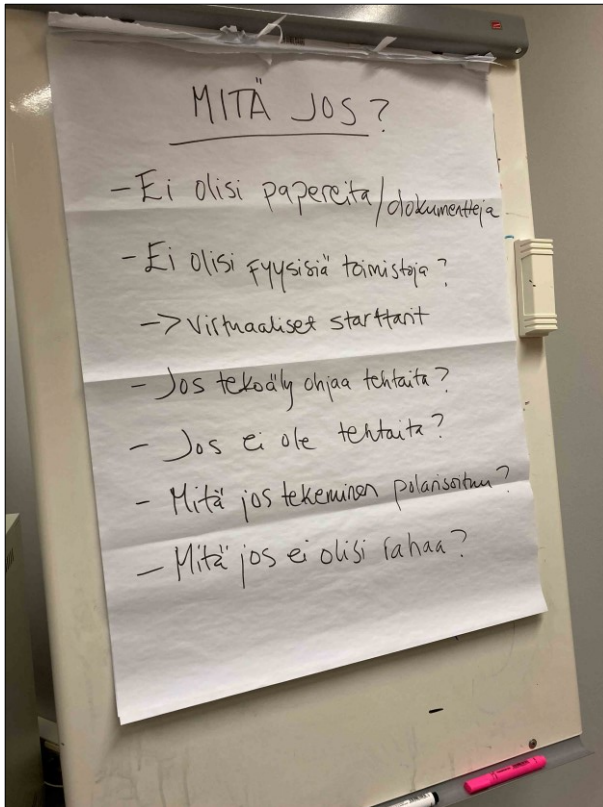 MITÄ JOS?
- Ei olisi papereita/dokumentteja
- Ei olisi fyysisiä toimistoja?
-> Virtuaaliset starttarit
- Jos tekoäly ohjaa tehtaita?
- Jos ei ole tehtaita?
- Mitä jos tekeminen polarisoituu?
- Mitä jos ei olisi rahaa?